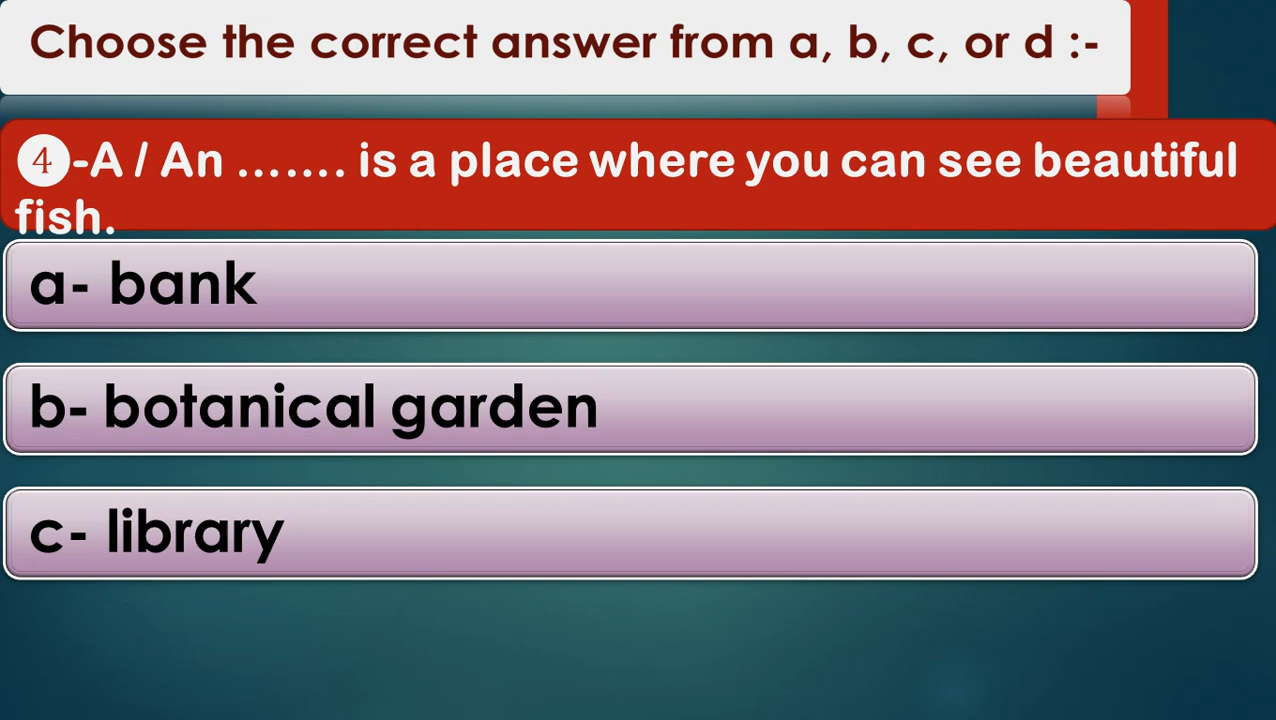 Choose the correct answer from a, b, c, or d :-
❹-A / An ....... is a place where you can see beautiful
fish.
a- bank
b- botanical garden
c- library